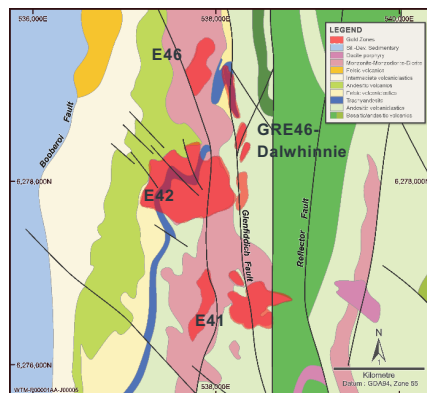 536,000E
538,000E
540,000E
LEGEND
Gold Zones
Sil.-Dev. Sedimentary
Dacite porphyry
Monzonite-Monzodiorite-Diorite
Felsic volcanics
Intermediate volcaniclastics
Andesitic volcanics
Felsic volcaniclastics
Trachyandesite
Andesitic volcaniclastics
Basalt/andesite volcanics
E46
GRE46-
Dalwhinnie
Booberoi Fault
6,278,000N
6,278,000N
E42
Glenfiddich Fault
Reflector Fault
E41
6,276,000N
N
Kilometre
Datum : GDA94, Zone 55
538,000E